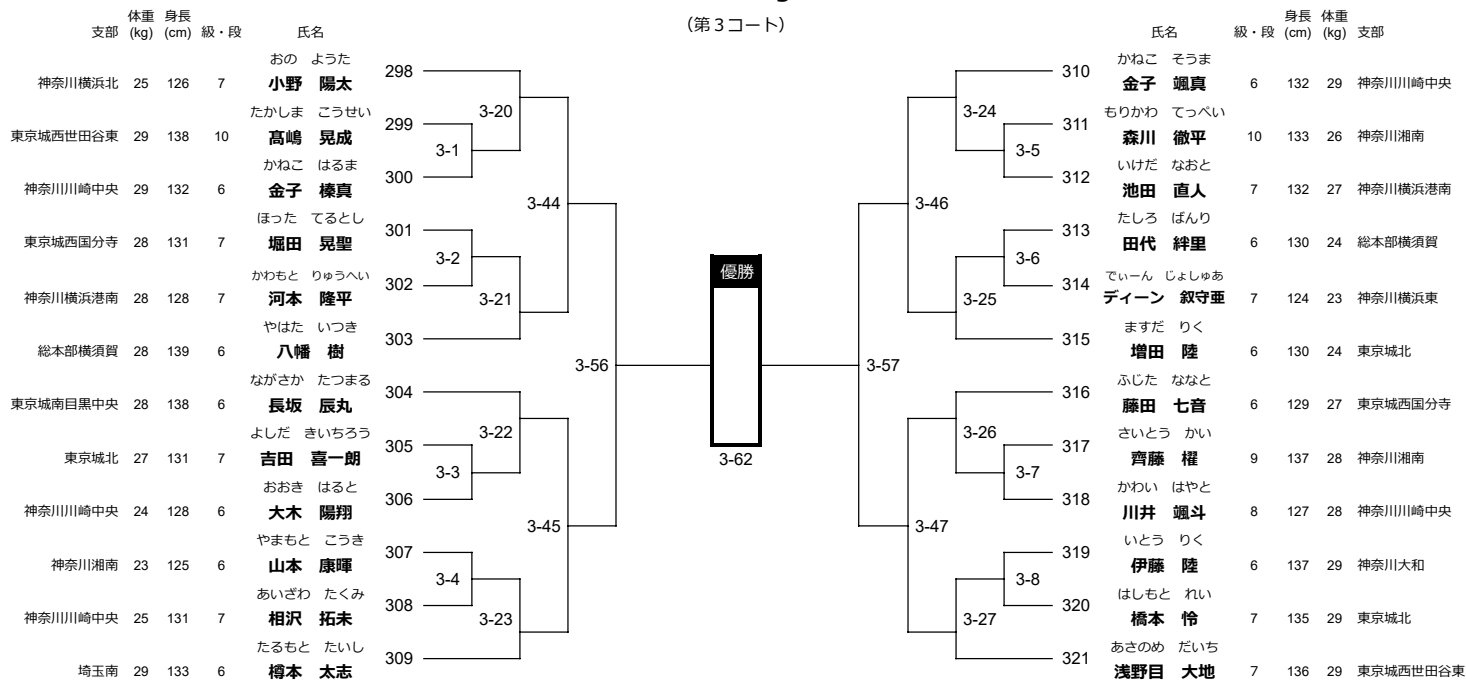 (第3コート)
支部 体重(kg) 身長(cm) 級・段 氏名
おの ようた
神奈川横浜北 25 126 7 小野 陽太 298
たかしま こうせい
東京城西世田谷東 29 138 10 髙嶋 晃成 299
かねこ はるま
神奈川川崎中央 29 132 6 金子 榛真 300
ほった てるとし
東京城西国分寺 28 131 7 堀田 晃聖 301
かわもと りゅうへい
神奈川横浜港南 28 128 7 河本 隆平 302
やはた いつき
総本部横須賀 28 139 6 八幡 樹 303
ながさか たつまる
東京城南目黒中央 28 138 6 長坂 辰丸 304
よしだ きいちろう
東京城北 27 131 7 吉田 喜一朗 305
おおき はると
神奈川川崎中央 24 128 6 大木 陽翔 306
やまもと こうき
神奈川湘南 23 125 6 山本 康暉 307
あいざわ たくみ
神奈川川崎中央 25 131 7 相沢 拓未 308
たるもと たいし
埼玉南 29 133 6 樽本 太志 309
3-20
3-1
3-44
3-2
3-21
3-56
3-22
3-3
3-45
3-4
3-23
優勝
3-62
3-24
3-5
3-46
3-6
3-25
3-57
3-26
3-7
3-47
3-8
3-27
氏名 級・段 身長(cm) 体重(kg) 支部
かねこ そうま
310 金子 颯真 6 132 29 神奈川川崎中央
もりかわ てっぺい
311 森川 徹平 10 133 26 神奈川湘南
いけだ なおと
312 池田 直人 7 132 27 神奈川横浜港南
たしろ ばんり
313 田代 絆里 6 130 24 総本部横須賀
でぃーん じょしゅあ
314 ディーン 叙守亜 7 124 23 神奈川横浜東
ますだ りく
315 増田 陸 6 130 24 東京城北
ふじた ななと
316 藤田 七音 6 129 27 東京城西国分寺
さいとう かい
317 齊藤 櫂 9 137 28 神奈川湘南
かわい はやと
318 川井 颯斗 8 127 28 神奈川川崎中央
いとう りく
319 伊藤 陸 6 137 29 神奈川大和
はしもと れい
320 橋本 怜 7 135 29 東京城北
あさのめ だいち
321 浅野目 大地 7 136 29 東京城西世田谷東